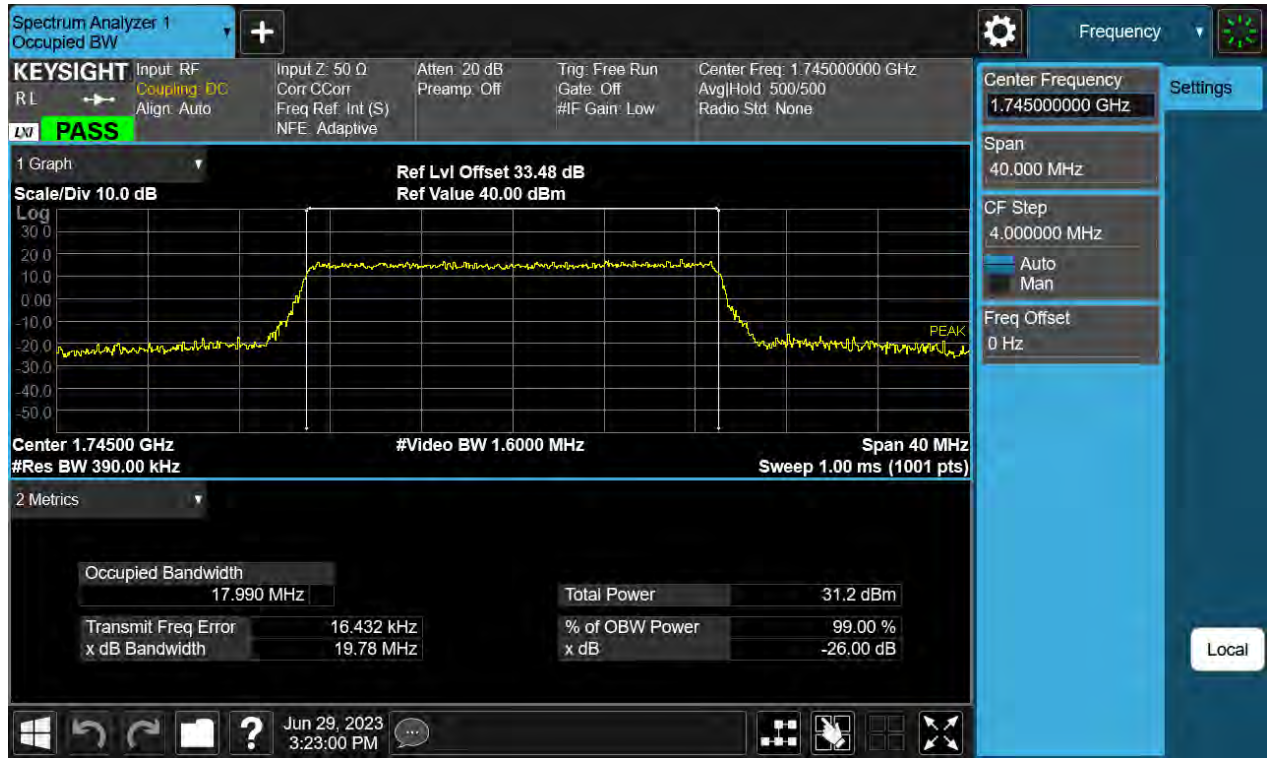 Spectrum Analyzer 1
Occupied BW
Frequency
KEYSIGHT
RL
LXI
PASS
Input: RF
Coupling: DC
Align: Auto
Input Z: 50 Ω
Corr CCorr
Freq Ref: Int (S)
NFE: Adaptive
Atten: 20 dB
Preamp: Off
Trig: Free Run
Gate: Off
#IF Gain: Low
Center Freq: 1.745000000 GHz
Avg|Hold: 500/500
Radio Std: None
Center Frequency
1.745000000 GHz
Settings
Span
40.000 MHz
CF Step
4.000000 MHz
Auto
Man
Freq Offset
0 Hz
1 Graph
Scale/Div 10.0 dB
Ref Lvl Offset 33.48 dB
Ref Value 40.00 dBm
Log
30.0
20.0
10.0
0.00
-10.0
PEAK
-20.0
-30.0
-40.0
-50.0
Center 1.74500 GHz
#Video BW 1.6000 MHz
Span 40 MHz
#Res BW 390.00 kHz
Sweep 1.00 ms (1001 pts)
2 Metrics
Occupied Bandwidth
17.990 MHz
Total Power 31.2 dBm
Transmit Freq Error 16.432 kHz
% of OBW Power 99.00 %
x dB Bandwidth 19.78 MHz
x dB -26.00 dB
Local
?
Jun 29, 2023
3:23:00 PM